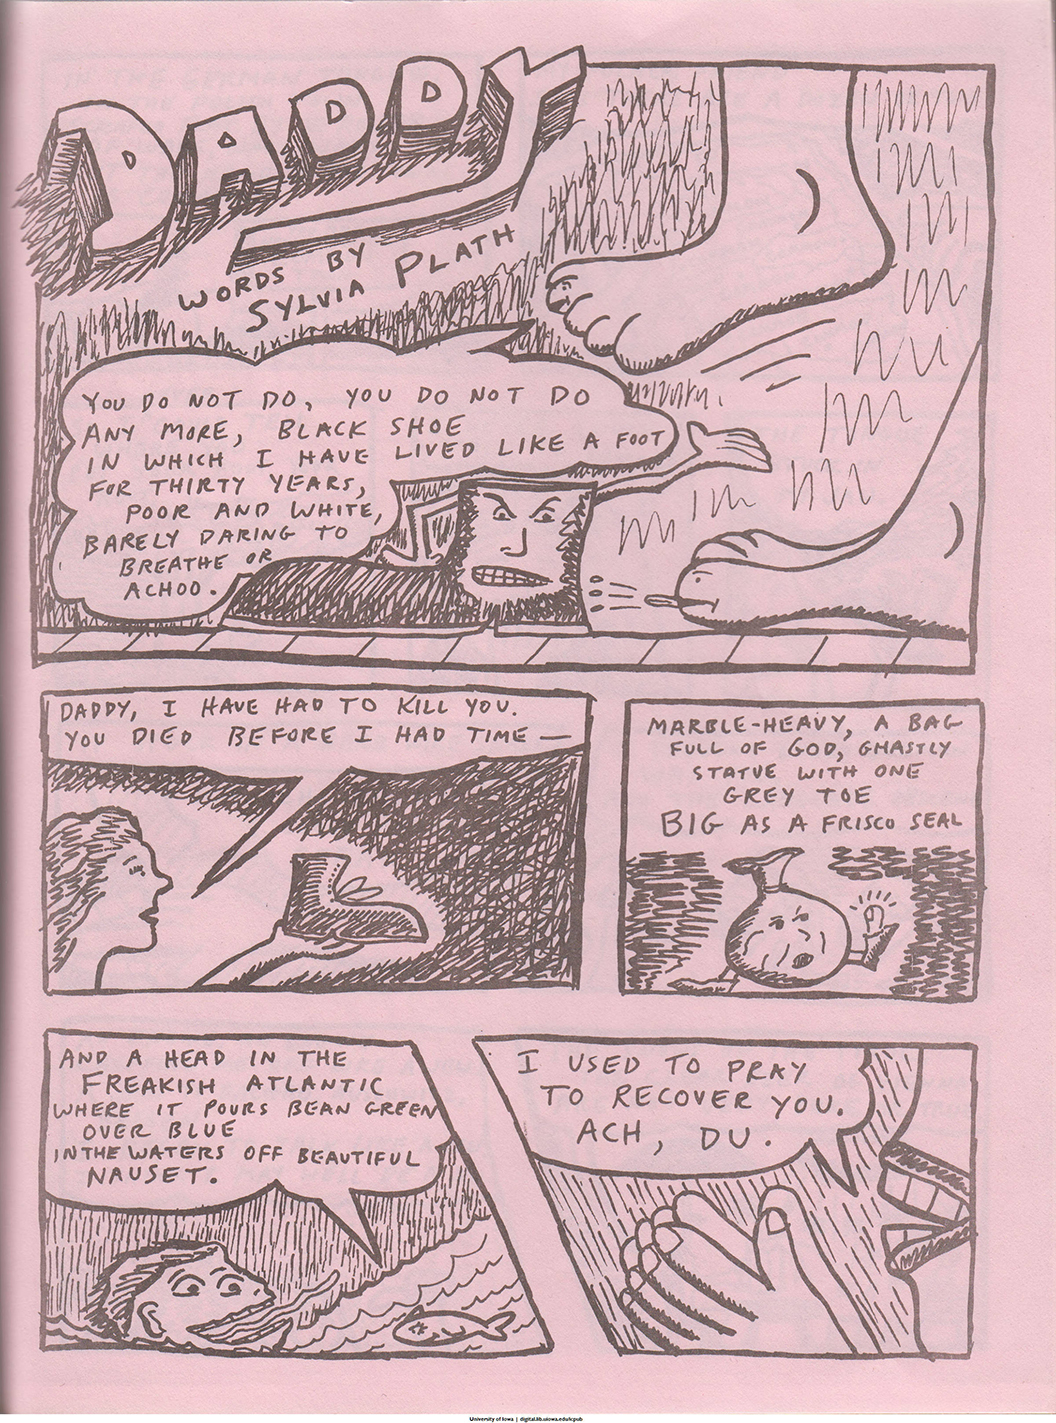 DADDY
WORDS BY
SYLVIA PLATH
YOU DO NOT DO, YOU DO NOT DO
ANY MORE, BLACK SHOE
IN WHICH I HAVE LIVED LIKE A FOOT
FOR THIRTY YEARS,
POOR AND WHITE,
BARELY DARING TO
BREATHE OR
ACHOO.
DADDY, I HAVE HAD TO KILL YOU.
YOU DIED BEFORE I HAD TIME —
MARBLE-HEAVY, A BAG
FULL OF GOD, GHASTLY
STATUE WITH ONE
GREY TOE
BIG AS A FRISCO SEAL
AND A HEAD IN THE
FREAKISH ATLANTIC
WHERE IT POURS BEAN GREEN
OVER BLUE
IN THE WATERS OFF BEAUTIFUL
NAUSET.
I USED TO PRAY
TO RECOVER YOU.
ACH, DU.
University of Iowa | digital.lib.uiowa.edu/icpub